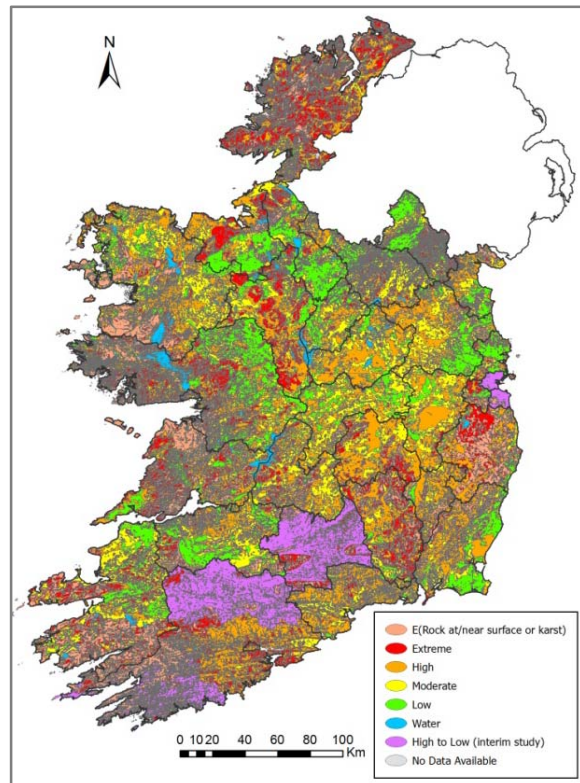 N
E(Rock at/near surface or karst)
Extreme
High
Moderate
Low
Water
High to Low (interim study)
No Data Available
0 10 20 40 60 80 100
Km